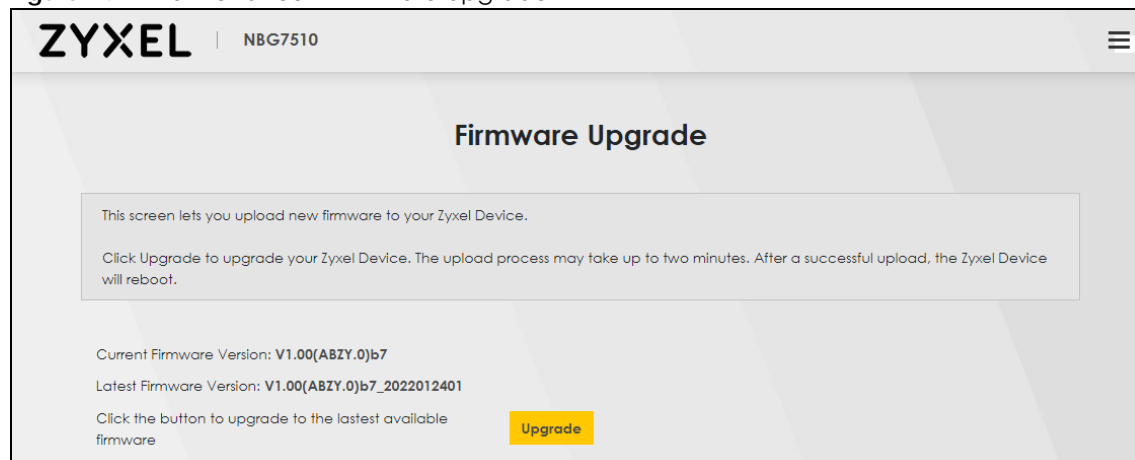 ZYXEL NBG7510
Firmware Upgrade
This screen lets you upload new firmware to your Zyxel Device.
Click Upgrade to upgrade your Zyxel Device. The upload process may take up to two minutes. After a successful upload, the Zyxel Device
will reboot.
Current Firmware Version: V1.00(ABZY.0)b7
Latest Firmware Version: V1.00(ABZY.0)b7_2022012401
Click the button to upgrade to the lastest available
firmware
Upgrade